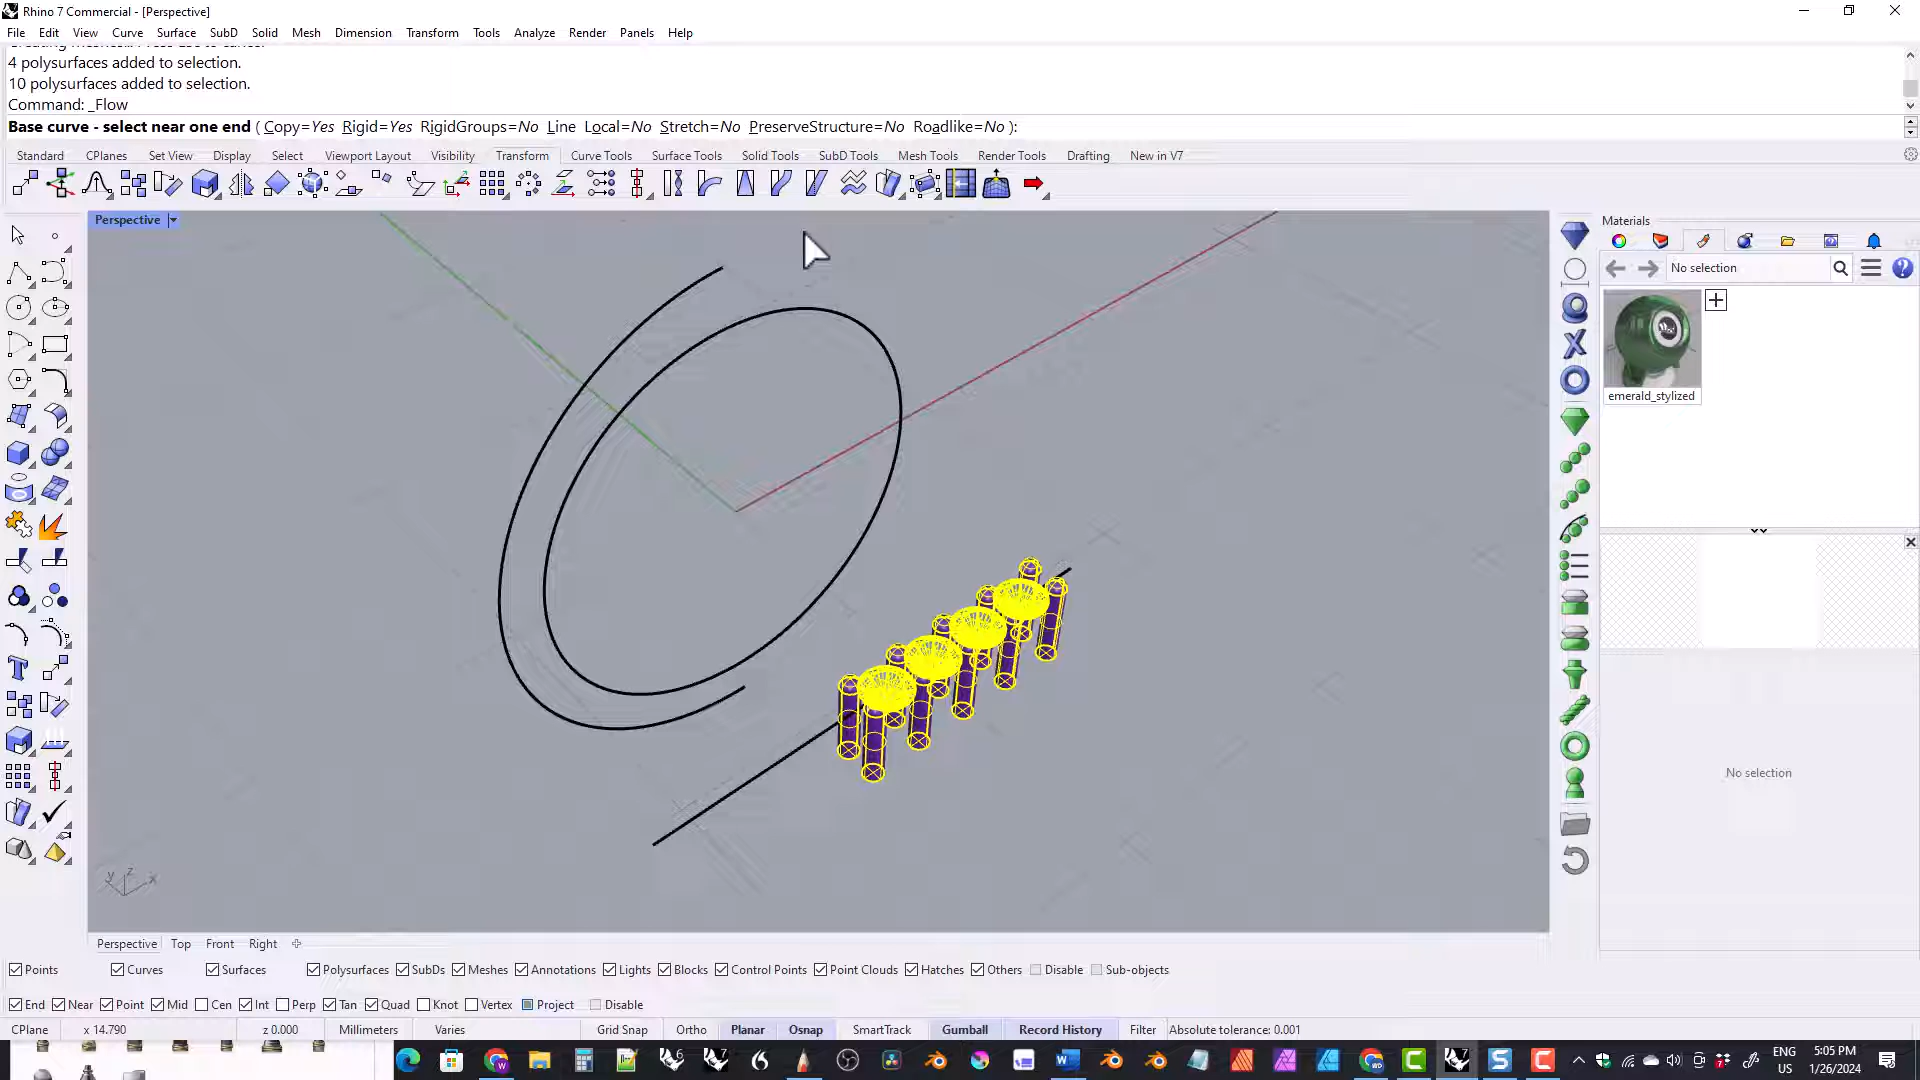 Rhino 7 Commercial - [Perspective]
File Edit View Curve Surface SubD Solid Mesh Dimension Transform Tools Analyze Render Panels Help
4 polysurfaces added to selection.
10 polysurfaces added to selection.
Command: _Flow
Base curve - select near one end ( Copy=Yes Rigid=Yes RigidGroups=No Line Local=No Stretch=No PreserveStructure=No Roadlike=No ):
Standard CPlanes Set View Display Select Viewport Layout Visibility Transform Curve Tools Surface Tools Solid Tools SubD Tools Mesh Tools Render Tools Drafting New in V7
Perspective
Materials
No selection
emerald_stylized
No selection
y z x
Perspective Top Front Right
Points Curves Surfaces Polysurfaces SubDs Meshes Annotations Lights Blocks Control Points Point Clouds Hatches Others Disable Sub-objects
End Near Point Mid Cen Int Perp Tan Quad Knot Vertex Project Disable
CPlane x 14.790 z 0.000 Millimeters Varies Grid Snap Ortho Planar Osnap SmartTrack Gumball Record History Filter Absolute tolerance: 0.001
ENG 5:05 PM
US 1/26/2024